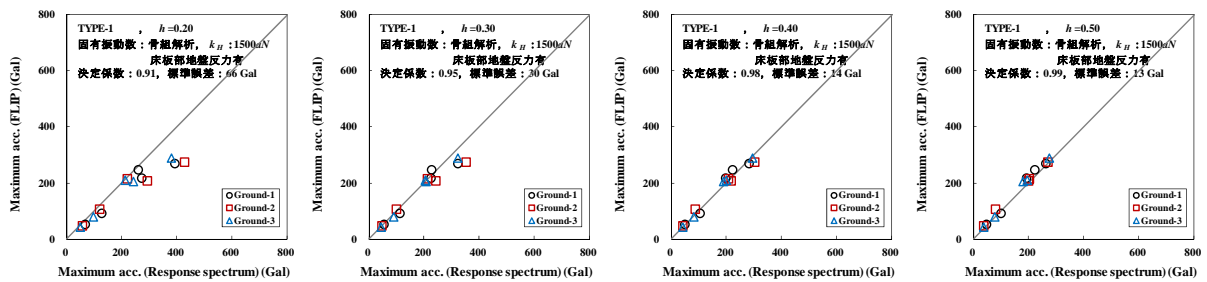 TYPE-1 , h=0.20
固有振動数：骨組解析，k H :1500αN
床板部地盤反力有
決定係数：0.91，標準誤差：66 Gal
800
600
400
200
0
0 200 400 600 800
Maximum acc. (FLIP) (Gal)
Maximum acc. (Response spectrum) (Gal)
Ground-1
Ground-2
Ground-3
TYPE-1 , h=0.30
固有振動数：骨組解析，k H :1500αN
床板部地盤反力有
決定係数：0.95，標準誤差：30 Gal
800
600
400
200
0
0 200 400 600 800
Maximum acc. (FLIP) (Gal)
Maximum acc. (Response spectrum) (Gal)
Ground-1
Ground-2
Ground-3
TYPE-1 , h=0.40
固有振動数：骨組解析，k H :1500αN
床板部地盤反力有
決定係数：0.98，標準誤差：14 Gal
800
600
400
200
0
0 200 400 600 800
Maximum acc. (FLIP) (Gal)
Maximum acc. (Response spectrum) (Gal)
Ground-1
Ground-2
Ground-3
TYPE-1 , h=0.50
固有振動数：骨組解析，k H :1500αN
床板部地盤反力有
決定係数：0.99，標準誤差：13 Gal
800
600
400
200
0
0 200 400 600 800
Maximum acc. (FLIP) (Gal)
Maximum acc. (Response spectrum) (Gal)
Ground-1
Ground-2
Ground-3